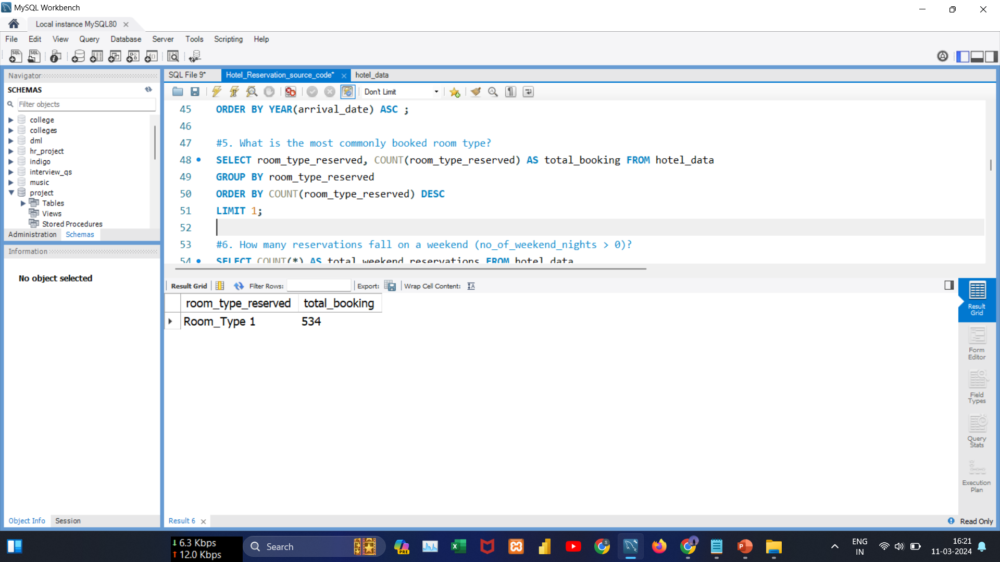 MySQL Workbench
Local instance MySQL80
File Edit View Query Database Server Tools Scripting Help
Navigator
SCHEMAS
Filter objects
college
colleges
dml
hr_project
indigo
interview_qs
music
project
Tables
Views
Stored Procedures
Administration Schemas
Information
No object selected
Object Info Session
SQL File 9* Hotel_Reservation_source_code* hotel_data
Don't Limit
45 ORDER BY YEAR(arrival_date) ASC ;
46
47 #5. What is the most commonly booked room type?
48 SELECT room_type_reserved, COUNT(room_type_reserved) AS total_booking FROM hotel_data
49 GROUP BY room_type_reserved
50 ORDER BY COUNT(room_type_reserved) DESC
51 LIMIT 1;
52
53 #6. How many reservations fall on a weekend (no_of_weekend_nights > 0)?
54 SELECT COUNT(*) AS total_weekend_reservations FROM hotel_data
Result Grid Filter Rows: Export: Wrap Cell Content:
room_type_reserved total_booking
Room_Type 1 534
Result
Grid
Form
Editor
Field
Types
Query
Stats
Execution
Plan
Result 6
Read Only
6.3 Kbps
12.0 Kbps
Search
PRE
ENG
IN
16:21
11-03-2024